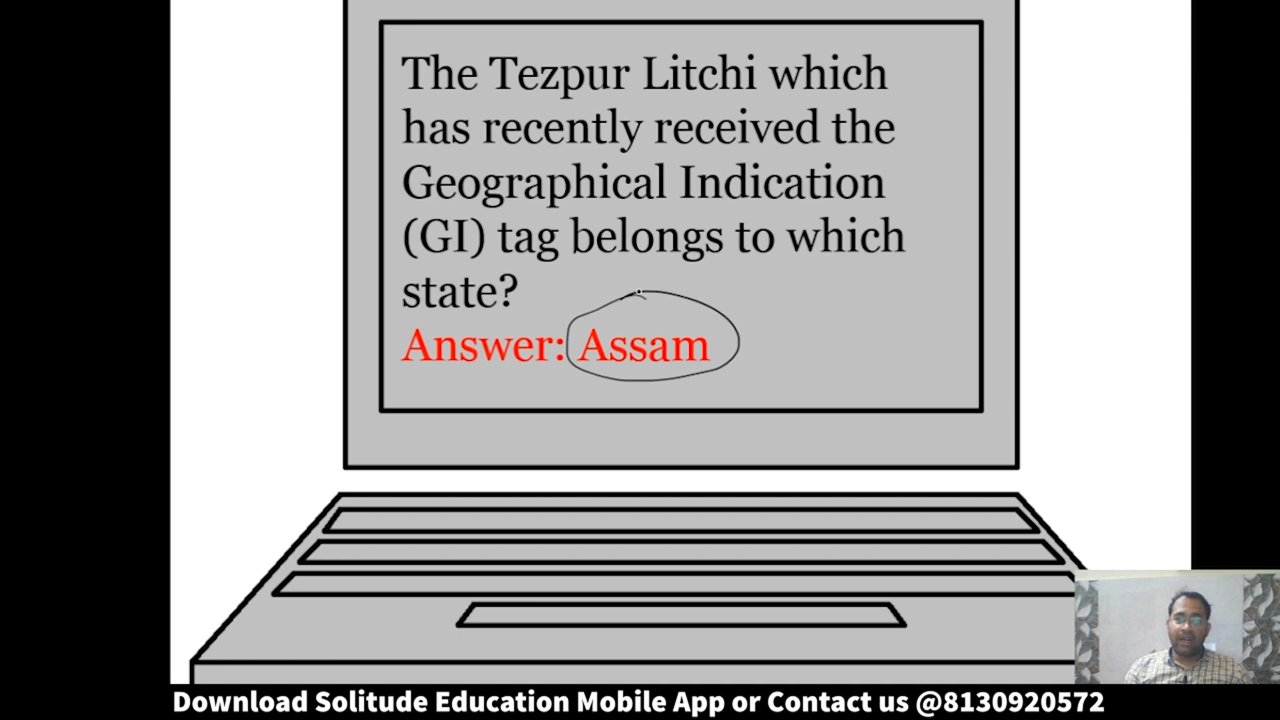 The Tezpur Litchi which
has recently received the
Geographical Indication
(GI) tag belongs to which
state?
Answer: Assam
Download Solitude Education Mobile App or Contact us @8130920572